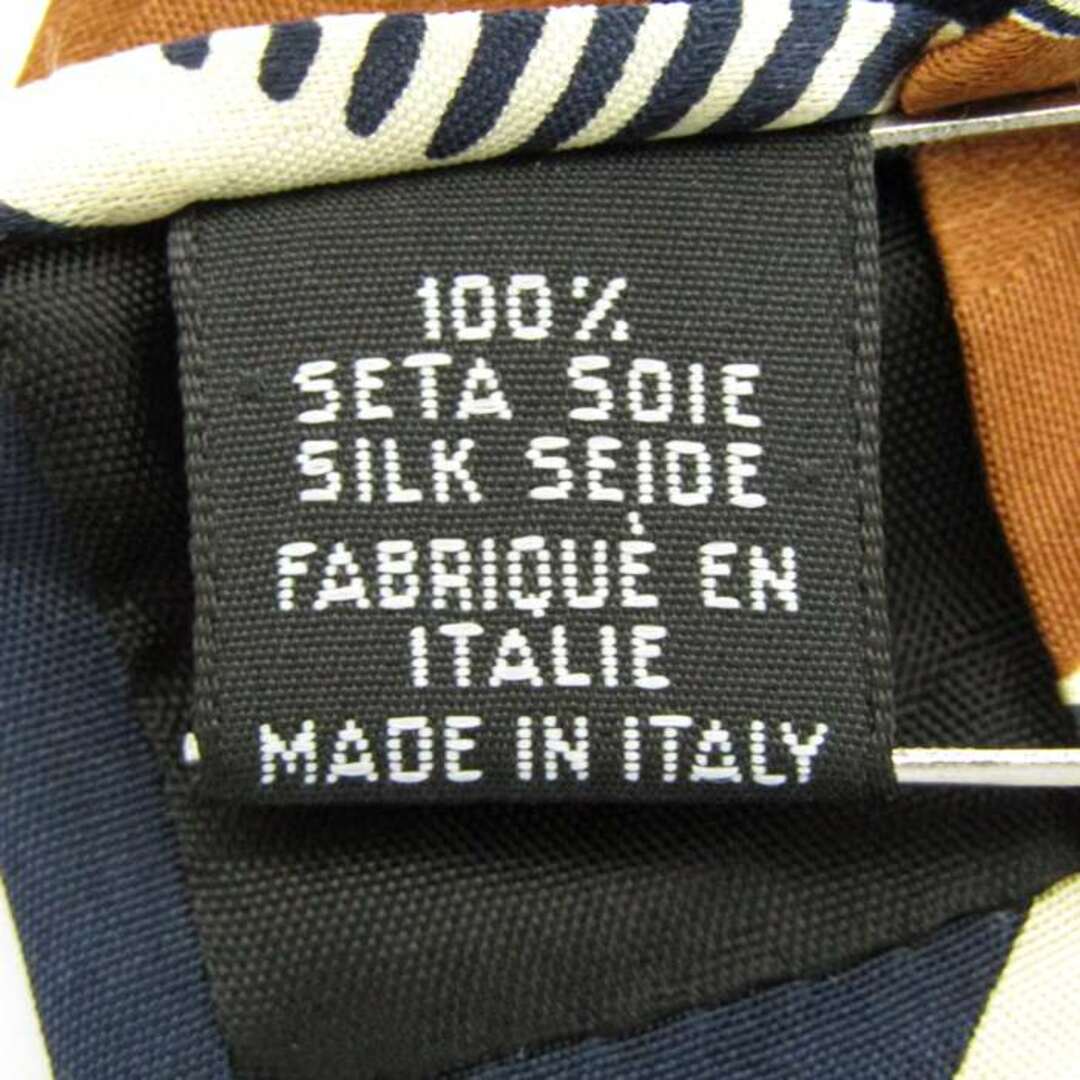 100%
SETA SOIE
SILK SEIDE
FABRIQUÉ EN
ITALIE
MADE IN ITALY